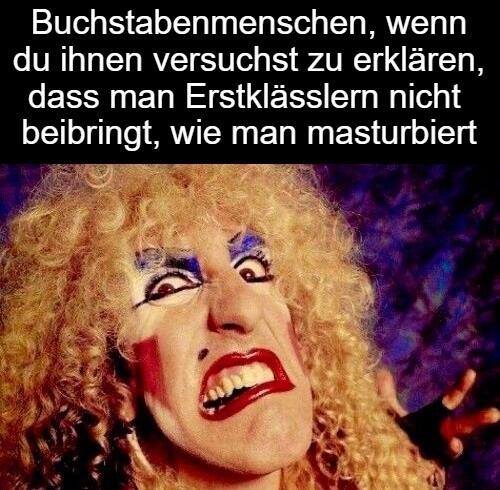 Buchstabenmenschen, wenn
du ihnen versuchst zu erklären,
dass man Erstklässlern nicht
beibringt, wie man masturbiert